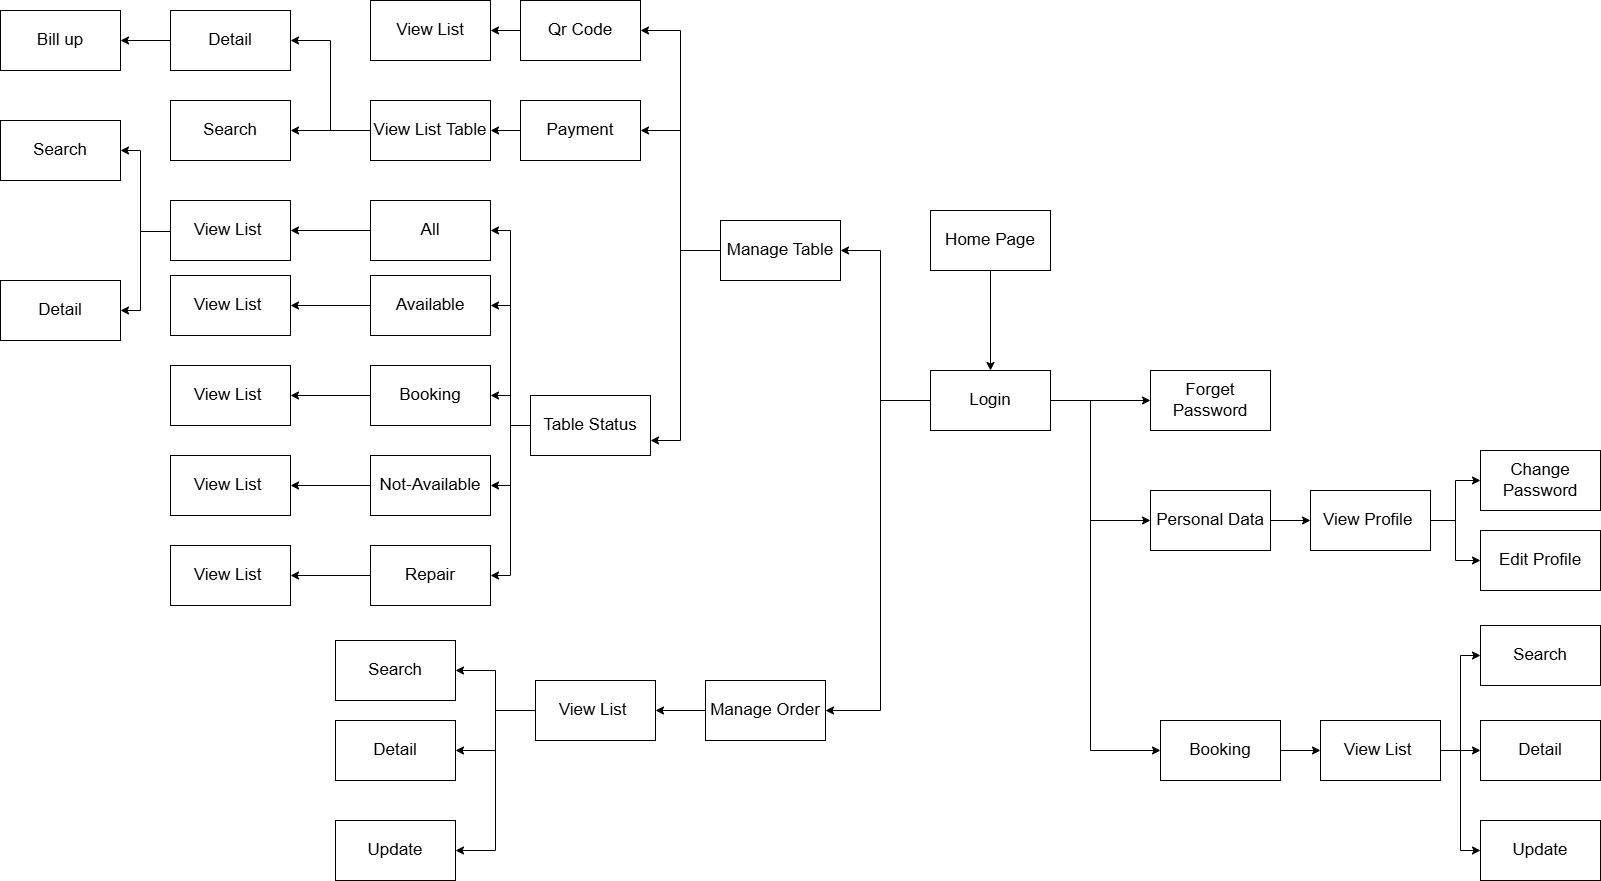 View List
Qr Code
Bill up
Detail
Search
View List Table
Payment
Search
View List
All
Manage Table
Home Page
Detail
View List
Available
View List
Booking
Login
Forget
Password
Table Status
View List
Not-Available
Change
Password
Personal Data
View Profile
Edit Profile
View List
Repair
Search
Search
View List
Manage Order
Detail
Booking
View List
Detail
Update
Update